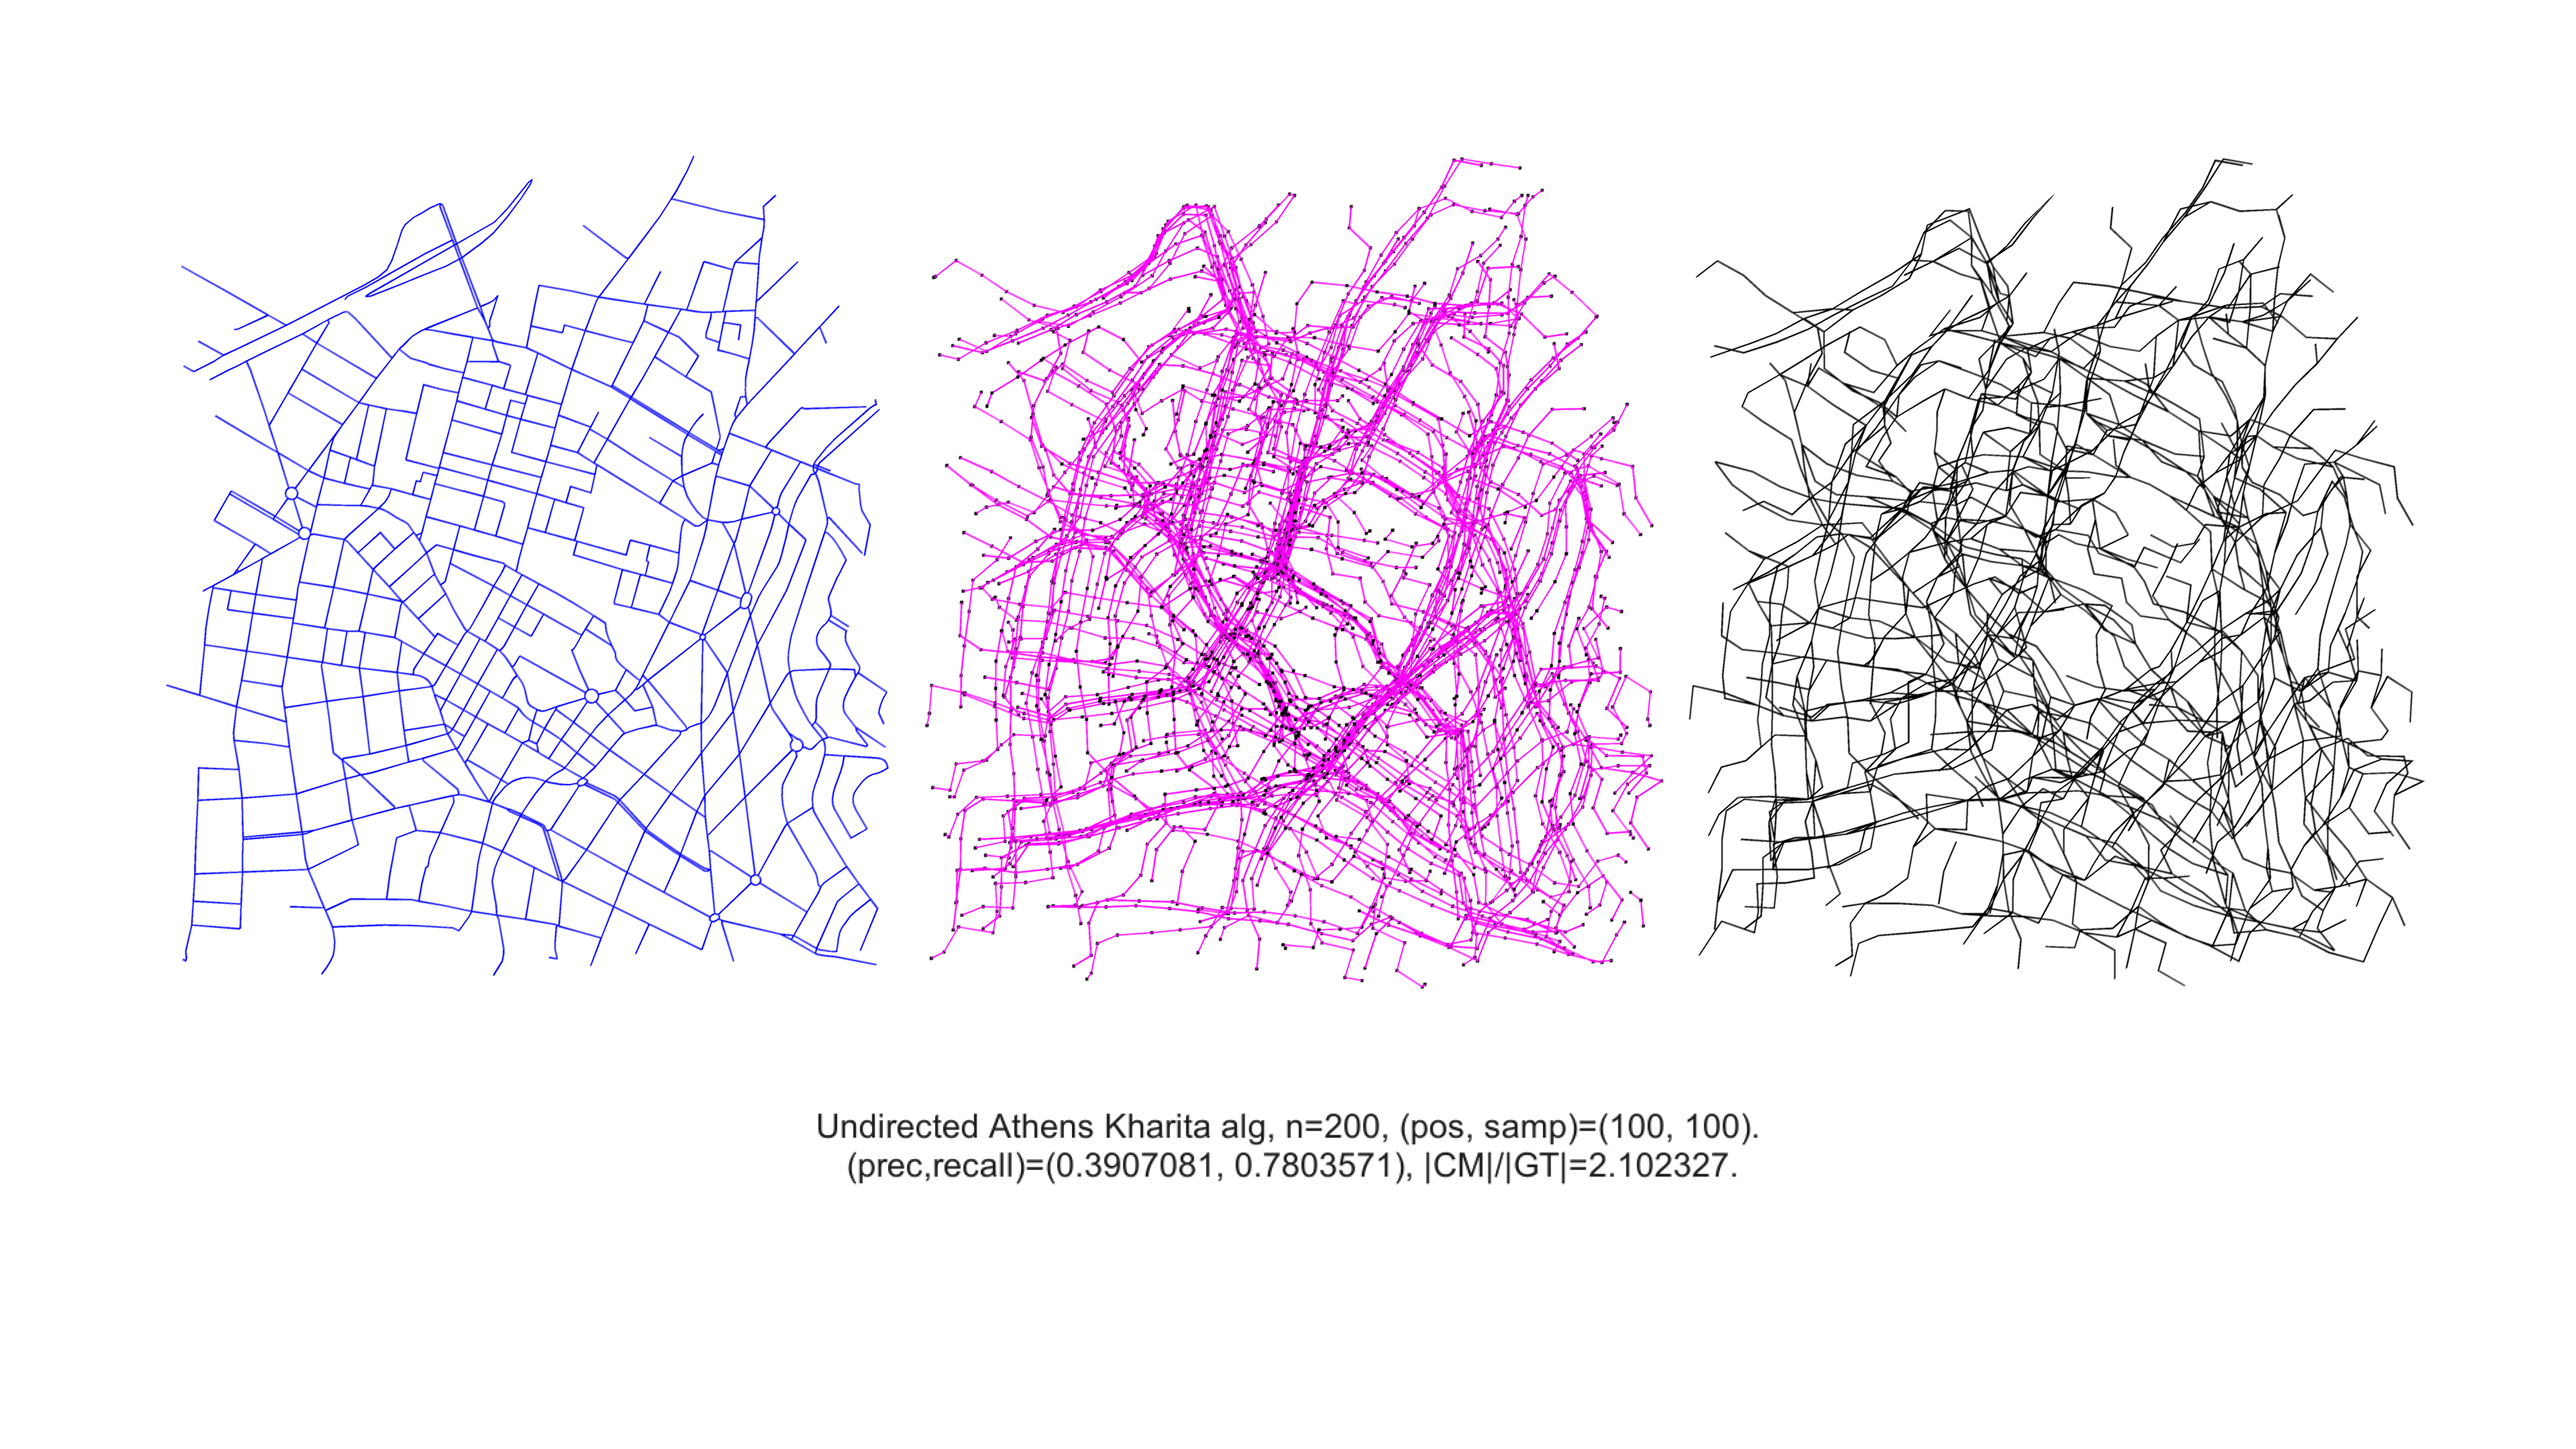 Undirected Athens Kharita alg, n=200, (pos, samp)=(100, 100).
(prec,recall)=(0.3907081, 0.7803571), |CM|/|GT|=2.102327.